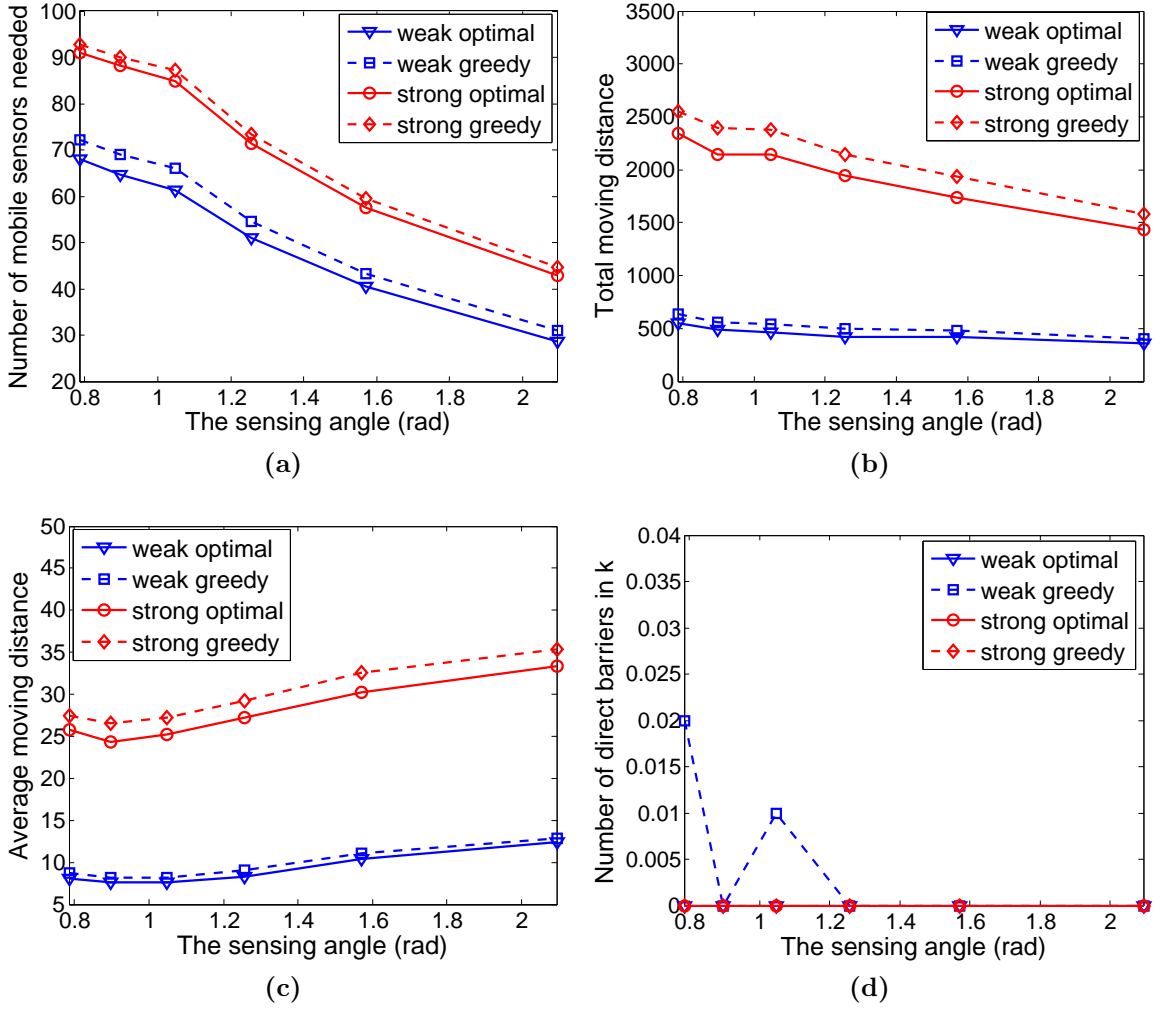 Number of mobile sensors needed
100
90
80
70
60
50
40
30
20
weak optimal
weak greedy
strong optimal
strong greedy
0.8 1 1.2 1.4 1.6 1.8 2
The sensing angle (rad)
(a)
Total moving distance
3500
3000
2500
2000
1500
1000
500
0
weak optimal
weak greedy
strong optimal
strong greedy
0.8 1 1.2 1.4 1.6 1.8 2
The sensing angle (rad)
(b)
Average moving distance
50
45
40
35
30
25
20
15
10
5
weak optimal
weak greedy
strong optimal
strong greedy
0.8 1 1.2 1.4 1.6 1.8 2
The sensing angle (rad)
(c)
Number of direct barriers in k
0.04
0.035
0.03
0.025
0.02
0.015
0.01
0.005
0
weak optimal
weak greedy
strong optimal
strong greedy
0.8 1 1.2 1.4 1.6 1.8 2
The sensing angle (rad)
(d)